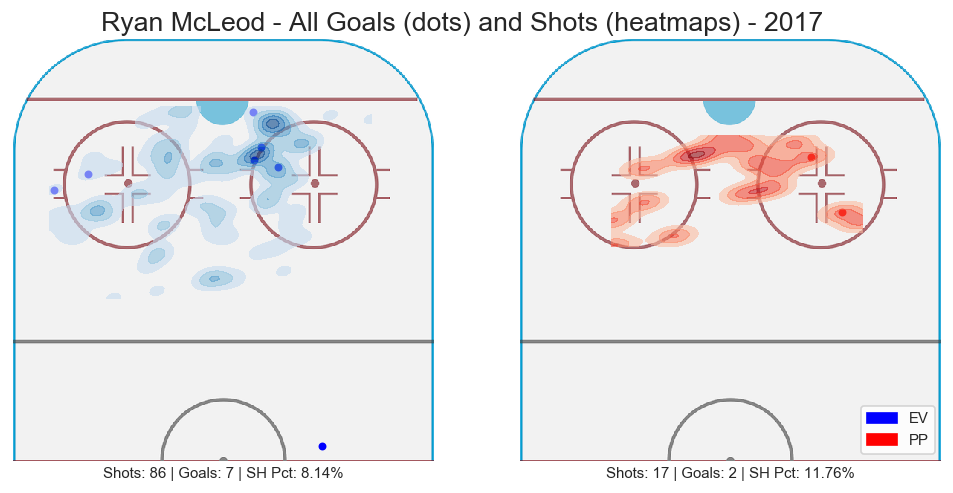 Ryan McLeod - All Goals (dots) and Shots (heatmaps) - 2017
EV
PP
Shots: 86 | Goals: 7 | SH Pct: 8.14%
Shots: 17 | Goals: 2 | SH Pct: 11.76%